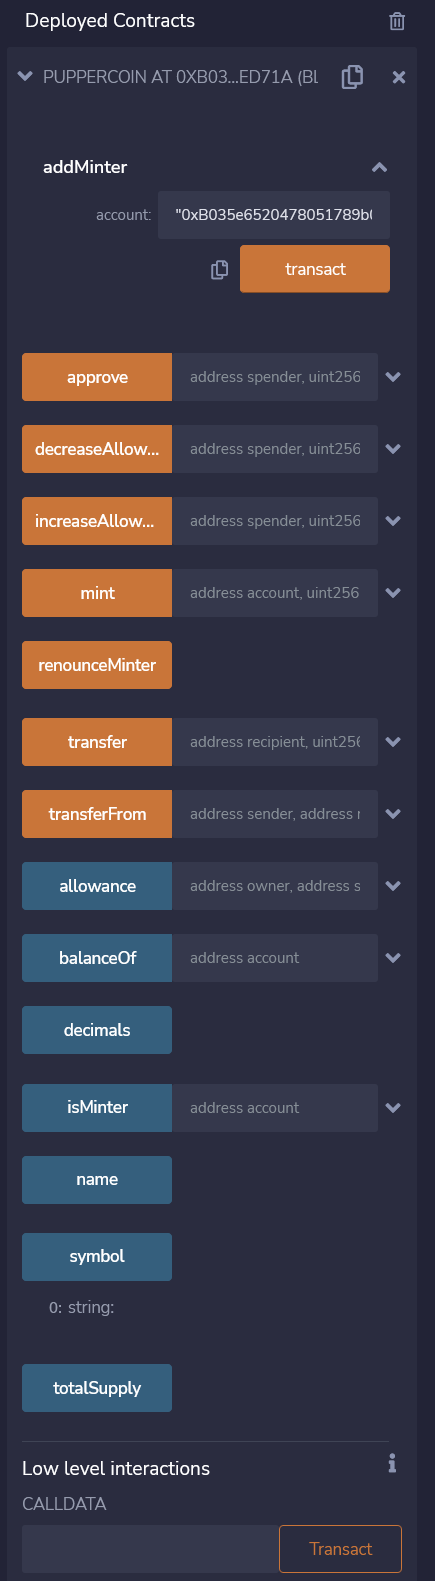 Deployed Contracts
PUPPERCOIN AT 0XB03...ED71A (Bl
addMinter
account: "0xB035e6520478051789b(
transact
approve address spender, uint256
decreaseAllow... address spender, uint256
increaseAllow... address spender, uint256
mint address account, uint256
renounceMinter
transfer address recipient, uint256
transferFrom address sender, address r
allowance address owner, address s
balanceOf address account
decimals
isMinter address account
name
symbol
0: string:
totalSupply
Low level interactions
CALLDATA
Transact